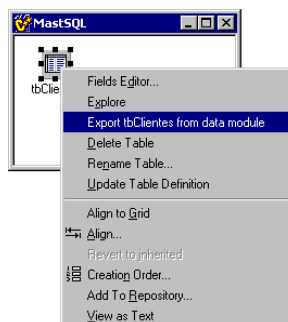 MastSQL
tbClie
Fields Editor...
Explore
Export tbClientes from data module
Delete Table
Rename Table...
Update Table Definition
Align to Grid
Align...
Revert to inherited
Creation Order...
Add To Repository...
View as Text